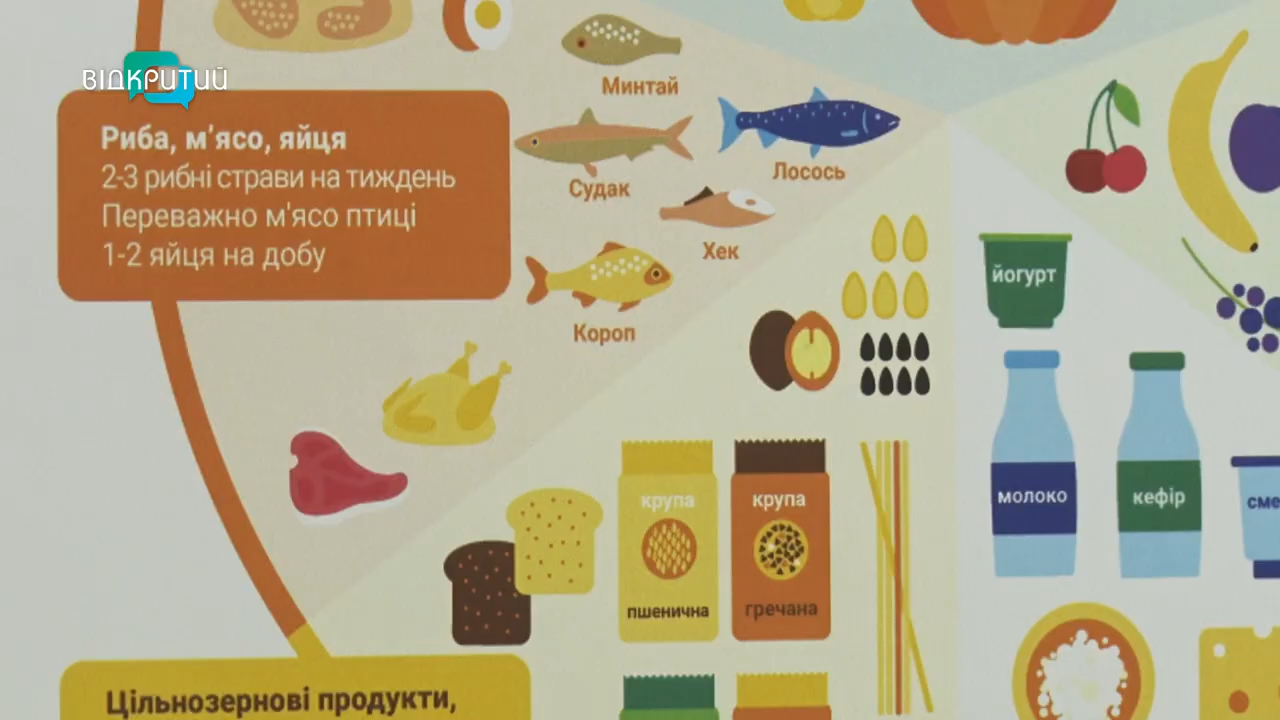 ВІДКРИТИЙ
Риба, м'ясо, яйця
2-3 рибні страви на тиждень
Переважно м'ясо птиці
1-2 яйця на добу
Минтай
Судак
Лосось
Хек
Короп
йогурт
молоко
кефір
сме
крупа
пшенична
крупа
гречана
Цільнозернові продукти,